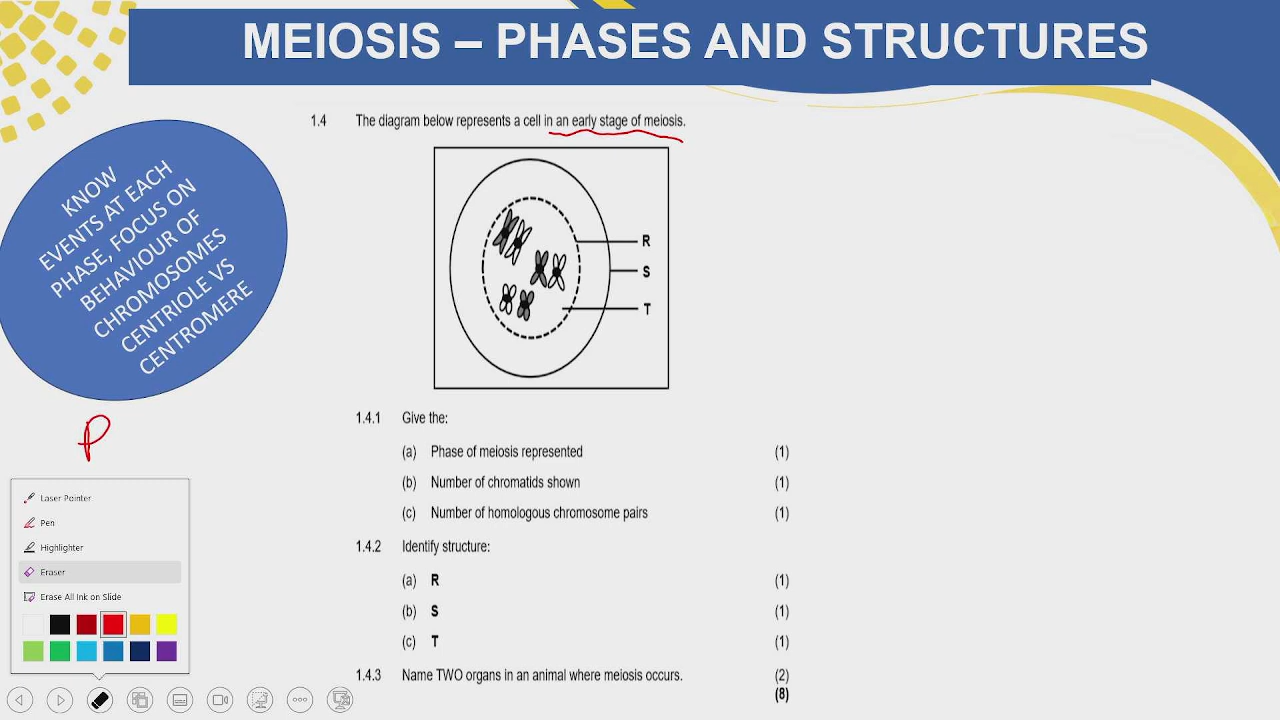 MEIOSIS – PHASES AND STRUCTURES
KNOW
EVENTS AT EACH
PHASE, FOCUS ON
BEHAVIOUR OF
CHROMOSOMES
CENTRIOLE VS
CENTROMERE
1.4 The diagram below represents a cell in an early stage of meiosis.
R
S
T
1.4.1 Give the:
(a) Phase of meiosis represented (1)
(b) Number of chromatids shown (1)
(c) Number of homologous chromosome pairs (1)
1.4.2 Identify structure:
(a) R (1)
(b) S (1)
(c) T (1)
1.4.3 Name TWO organs in an animal where meiosis occurs. (2)
(8)
P
Laser Pointer
Pen
Highlighter
Eraser
Erase All Ink on Slide